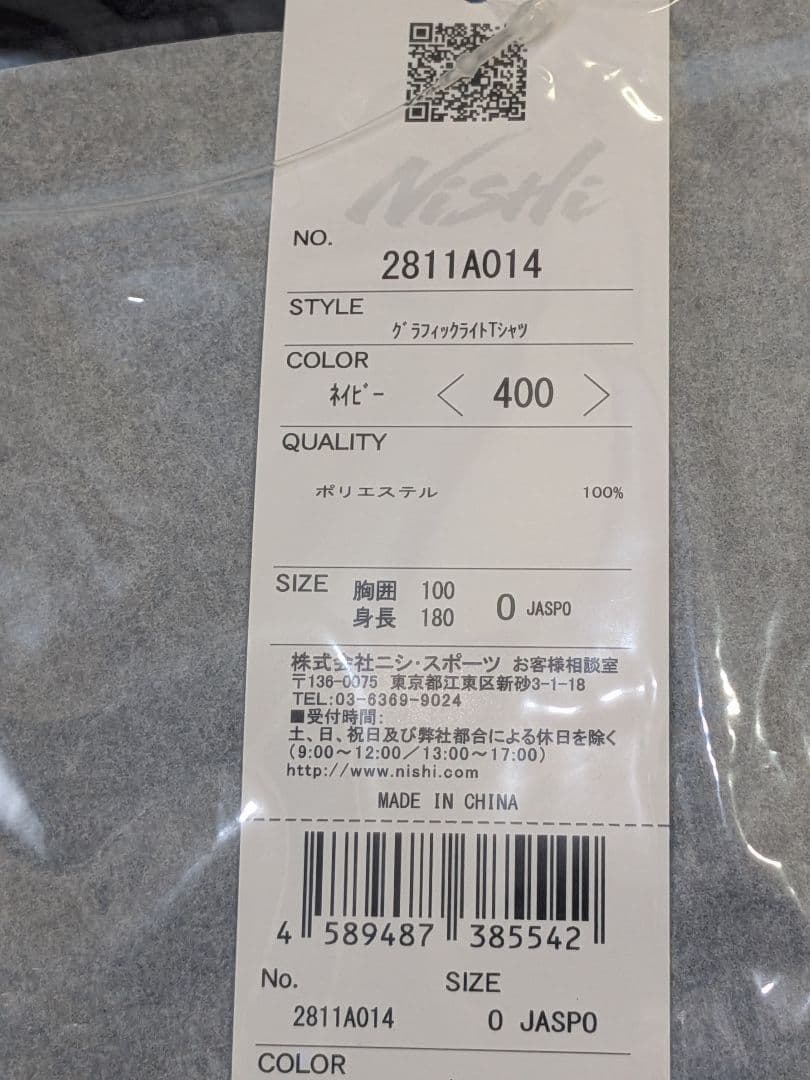 NiSHi
NO.
2811A014
STYLE
ｸﾞﾗﾌｨｯｸﾗｲﾄTｼｬﾂ
COLOR
ﾈｲﾋﾞｰ < 400 >
QUALITY
ポリエステル 100%
SIZE 胸囲 100
身長 180 O JASPO
株式会社ニシ・スポーツ お客様相談室
〒136-0075 東京都江東区新砂3-1-18
TEL:03-6369-9024
■受付時間:
土、日、祝日及び弊社都合による休日を除く
(9:00～12:00／13:00～17:00)
http://www.nishi.com
MADE IN CHINA
4 589487 385542
No. SIZE
2811A014 O JASPO
COLOR